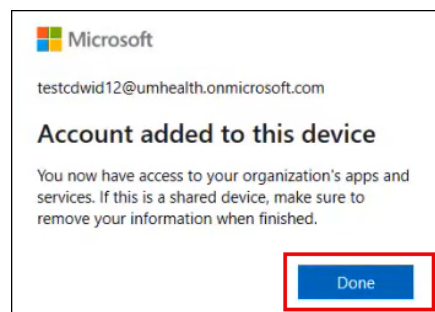 Microsoft
testcdwid12@umhealth.onmicrosoft.com
Account added to this device
You now have access to your organization's apps and
services. If this is a shared device, make sure to
remove your information when finished.
Done